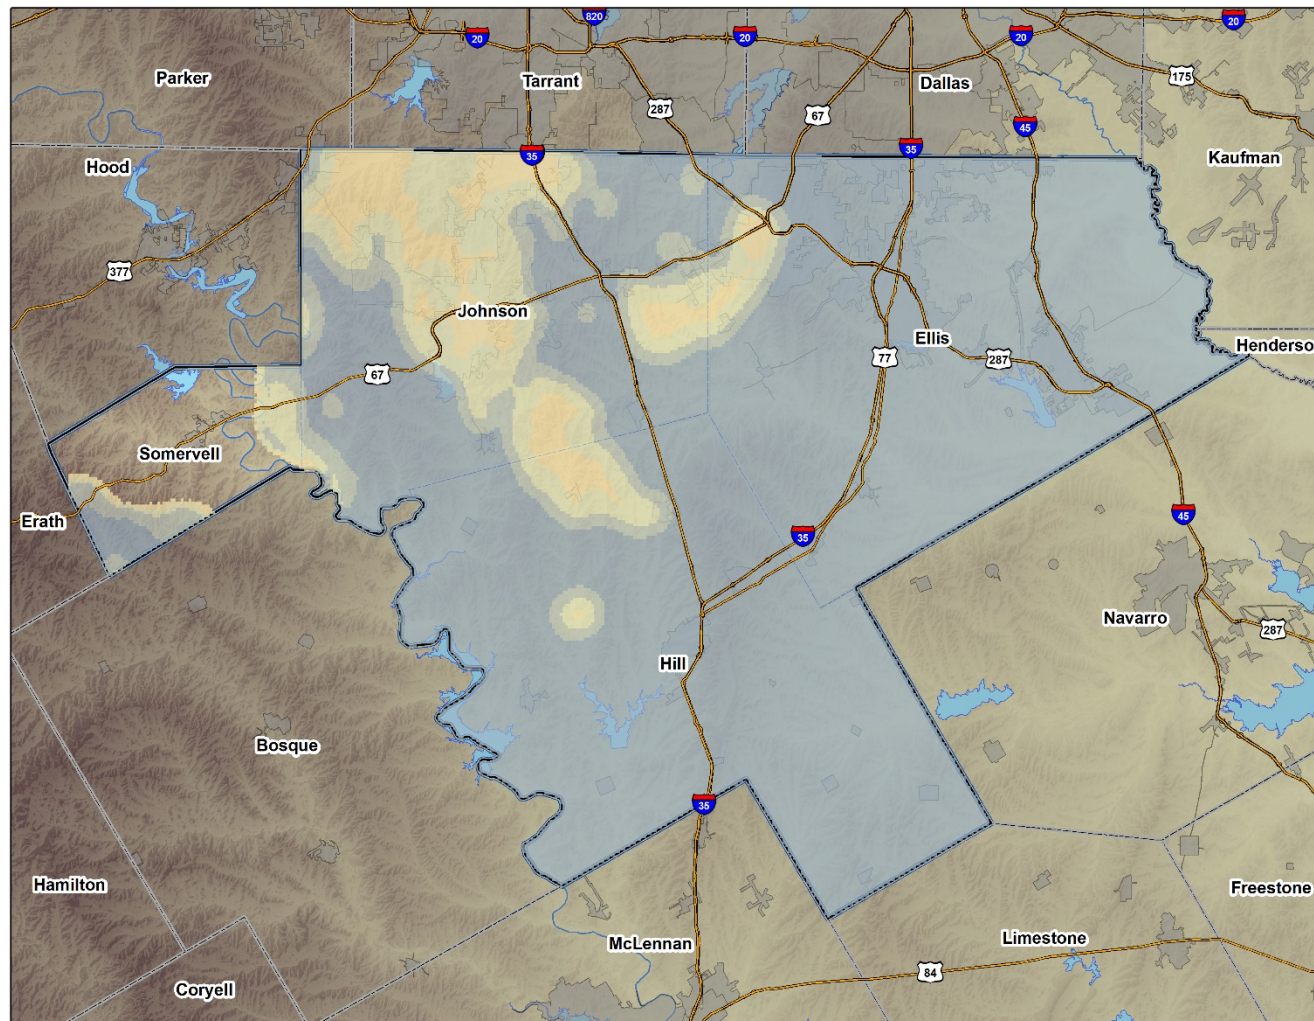 820
20
20
20
20
Parker
Tarrant
Dallas
175
287
67
45
35
35
Hood
Kaufman
377
Johnson
Ellis
Henderso
77
287
67
Somervell
Erath
45
35
Navarro
287
Hill
Bosque
35
Hamilton
Freestone
McLennan
Limestone
84
Coryell